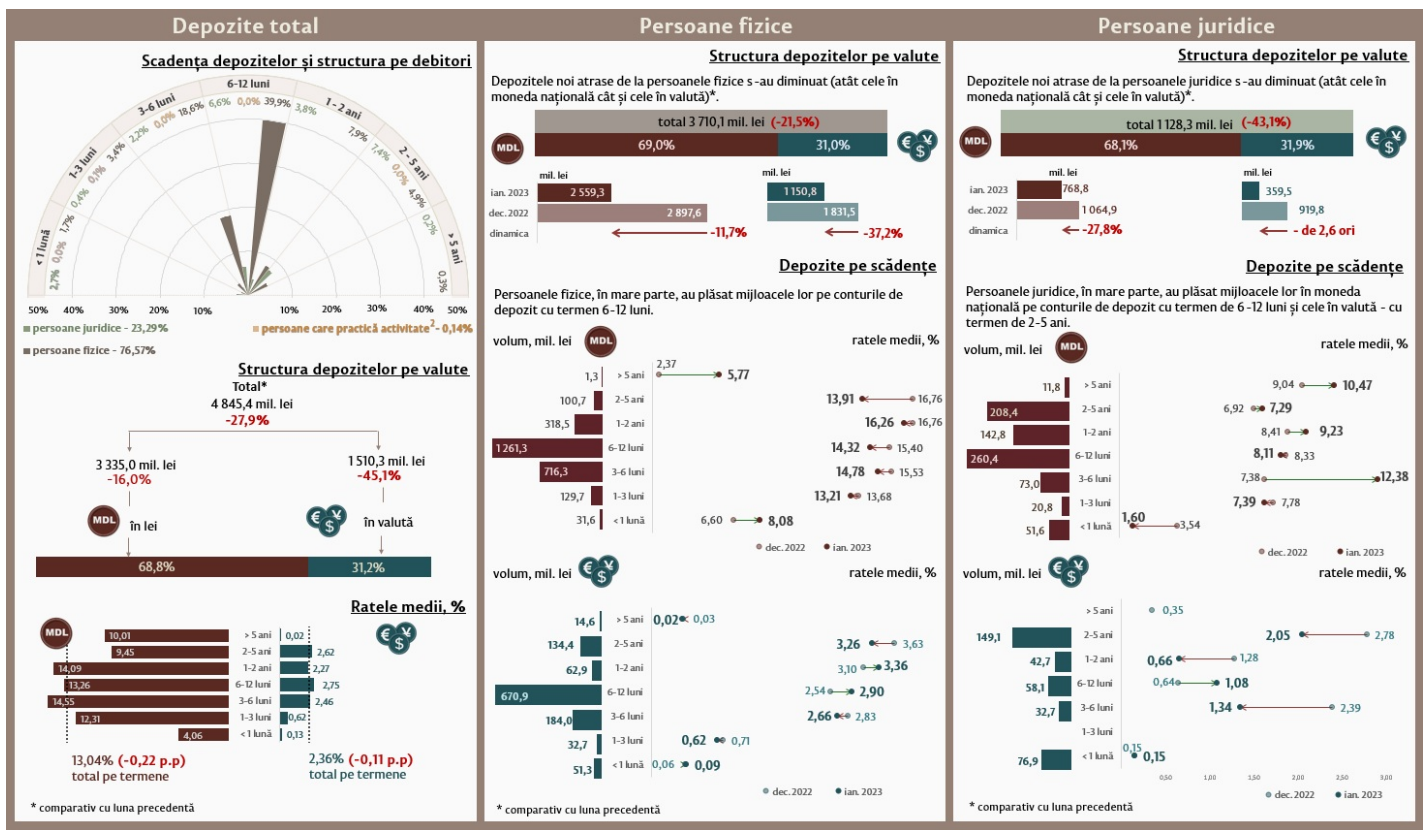 Depozite total
Scadența depozitelor și structura pe debitori
< 1 lună
1-3 luni
3-6 luni
6-12 luni
1 - 2 ani
2 - 5 ani
> 5 ani
2,7%
0,0%
1,7%
0,4%
0,1%
3,4%
2,2%
0,0%
18,6%
6,6%
0,0%
39,9%
3,8%
7,9%
7,4%
0,0%
4,9%
0,2%
0,3%
50% 40% 30% 20% 10% 10% 20% 30% 40% 50%
persoane juridice - 23,29%
persoane care practică activitate² - 0,14%
persoane fizice - 76,57%
Structura depozitelor pe valute
Total*
4 845,4 mil. lei
-27,9%
3 335,0 mil. lei
-16,0%
1 510,3 mil. lei
-45,1%
MDL în lei
€ ¥ $ în valută
68,8% 31,2%
Ratele medii, %
MDL
€ ¥ $
10,01 > 5 ani 0,02
9,45 2-5 ani 2,62
14,09 1-2 ani 2,27
13,26 6-12 luni 2,75
14,55 3-6 luni 2,46
12,31 1-3 luni 0,62
4,06 < 1 lună 0,13
13,04% (-0,22 p.p)
total pe termene
2,36% (-0,11 p.p)
total pe termene
* comparativ cu luna precedentă
Persoane fizice
Structura depozitelor pe valute
Depozitele noi atrase de la persoanele fizice s-au diminuat (atât cele în
moneda națională cât și cele în valută)*.
total 3 710,1 mil. lei (-21,5%)
MDL 69,0% 31,0% € ¥ $
mil. lei mil. lei
ian. 2023 2 559,3 1 150,8
dec. 2022 2 897,6 1 831,5
dinamica -11,7% -37,2%
Depozite pe scădențe
Persoanele fizice, în mare parte, au plăsat mijloacele lor pe conturile de
depozit cu termen 6-12 luni.
volum, mil. lei MDL ratele medii, %
1,3 > 5 ani 2,37 5,77
100,7 2-5 ani 13,91 16,76
318,5 1-2 ani 16,26 16,76
1 261,3 6-12 luni 14,32 15,40
716,3 3-6 luni 14,78 15,53
129,7 1-3 luni 13,21 13,68
31,6 < 1 lună 6,60 8,08
dec. 2022 ian. 2023
volum, mil. lei € ¥ $ ratele medii, %
14,6 > 5 ani 0,02 0,03
134,4 2-5 ani 3,26 3,63
62,9 1-2 ani 3,10 3,36
670,9 6-12 luni 2,54 2,90
184,0 3-6 luni 2,66 2,83
32,7 1-3 luni 0,62 0,71
51,3 < 1 lună 0,06 0,09
dec. 2022 ian. 2023
* comparativ cu luna precedentă
Persoane juridice
Structura depozitelor pe valute
Depozitele noi atrase de la persoanele juridice s-au diminuat (atât cele în
moneda națională cât și cele în valută)*.
total 1 128,3 mil. lei (-43,1%)
MDL 68,1% 31,9% € ¥ $
mil. lei mil. lei
ian. 2023 768,8 359,5
dec. 2022 1 064,9 919,8
dinamica -27,8% - de 2,6 ori
Depozite pe scădențe
Persoanele juridice, în mare parte, au plăsat mijloacele lor în moneda
națională pe conturile de depozit cu termen de 6-12 luni și cele în valută - cu
termen de 2-5 ani.
volum, mil. lei MDL ratele medii, %
11,8 > 5 ani 9,04 10,47
208,4 2-5 ani 6,92 7,29
142,8 1-2 ani 8,41 9,23
260,4 6-12 luni 8,11 8,33
73,0 3-6 luni 7,38 12,38
20,8 1-3 luni 7,39 7,78
51,6 < 1 lună 1,60 3,54
dec. 2022 ian. 2023
volum, mil. lei € ¥ $ ratele medii, %
> 5 ani 0,35
149,1 2-5 ani 2,05 2,78
42,7 1-2 ani 0,66 1,28
58,1 6-12 luni 0,64 1,08
32,7 3-6 luni 1,34 2,39
1-3 luni
76,9 < 1 lună 0,15 0,15
0,50 1,00 1,50 2,00 2,50 3,00
dec. 2022 ian. 2023
* comparativ cu luna precedentă